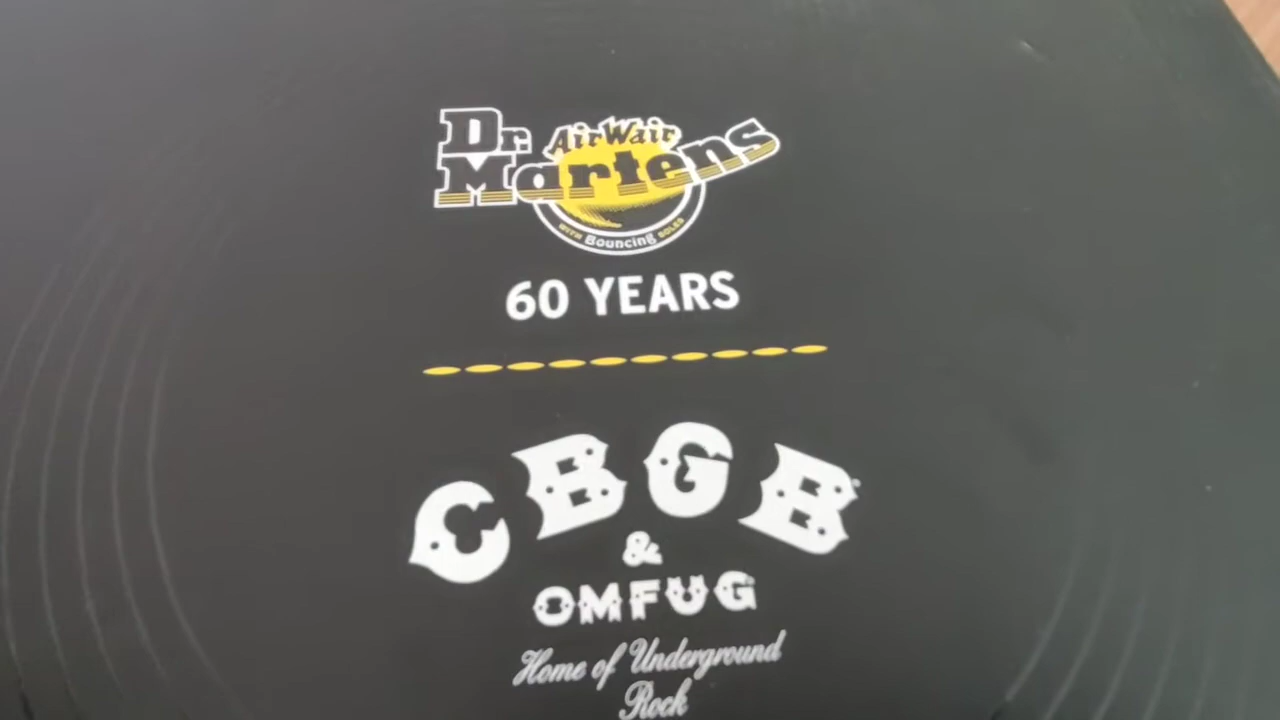 Dr
AirWair
Martens
WITH Bouncing SOLES
60 YEARS
CBGB
&
OMFUG
Home of Underground
Rock